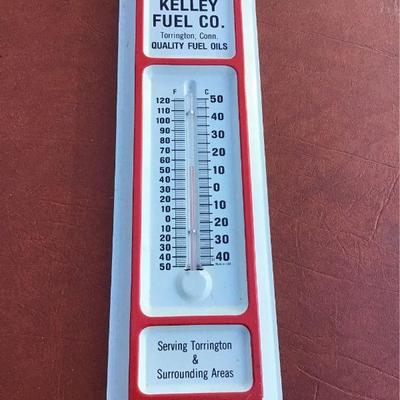 KELLEY
FUEL CO.
Torrington, Conn.
QUALITY FUEL OILS
F C
120 50
110
100 40
90
80 30
70 20
60
50 10
40
30 0
20
10 10
0
10 20
20
30 30
40 40
50
Serving Torrington
&
Surrounding Areas